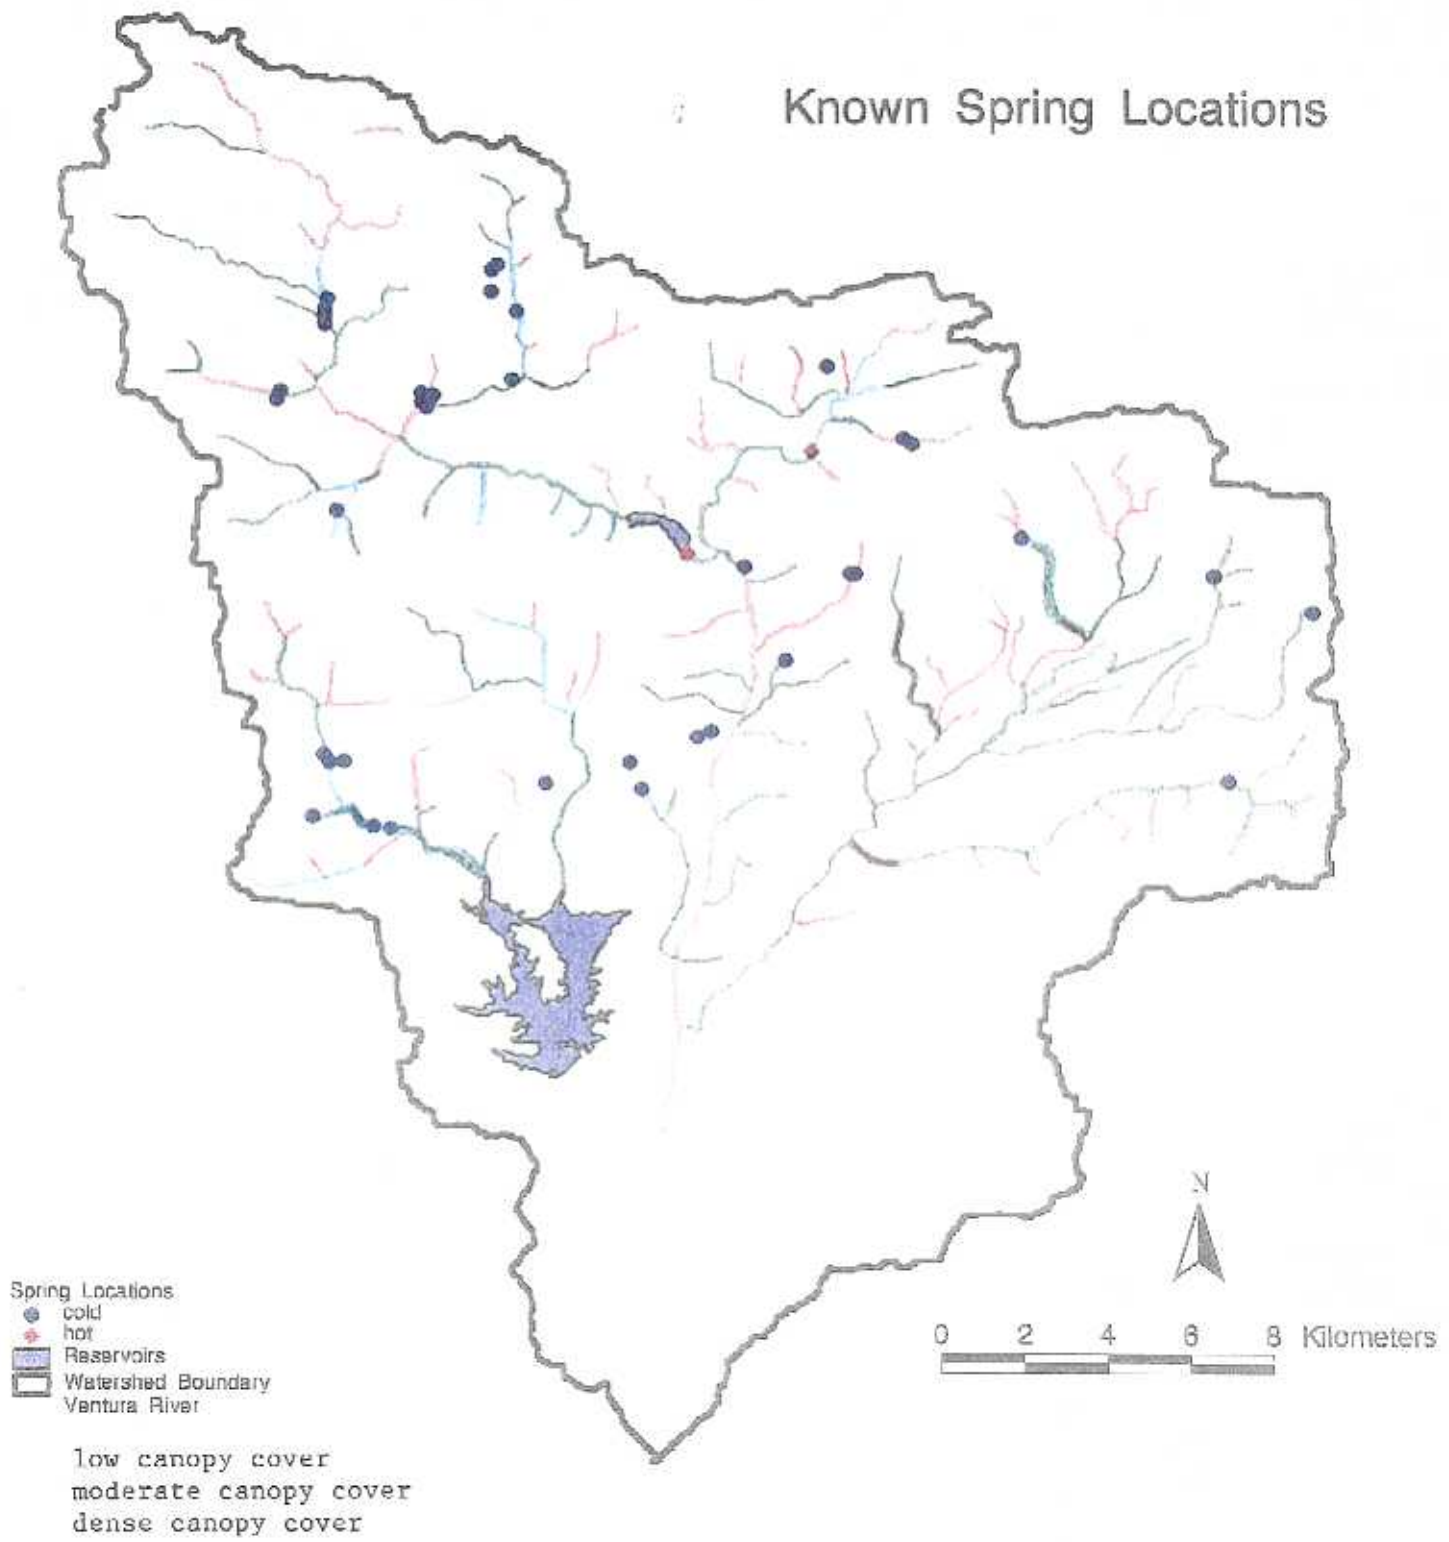 Known Spring Locations
N
0 2 4 6 8 Kilometers
Spring Locations
cold
hot
Reservoirs
Watershed Boundary
Ventura River
low canopy cover
moderate canopy cover
dense canopy cover